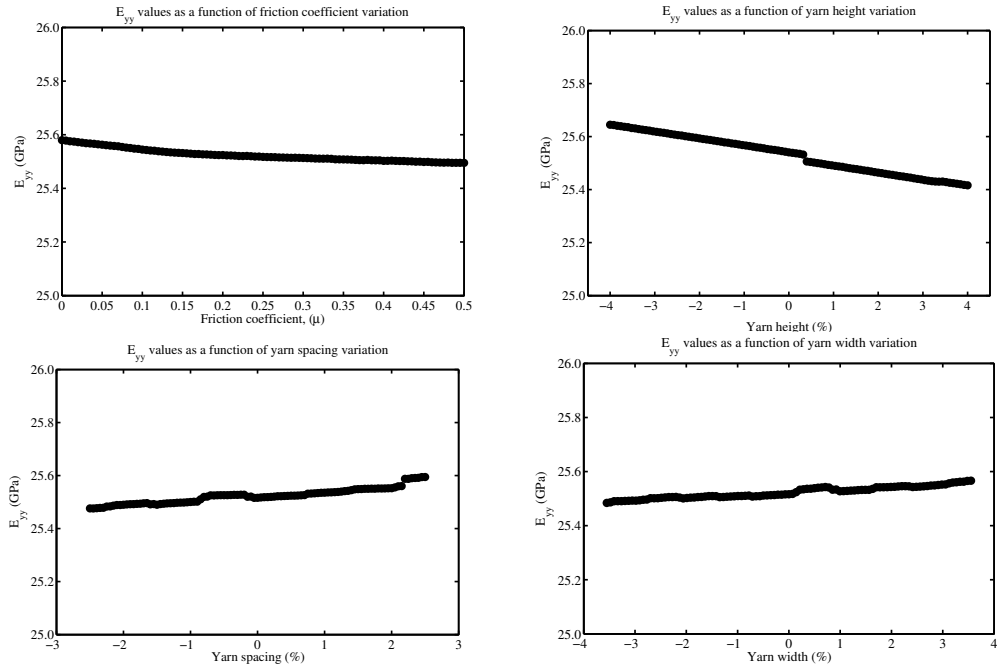 E_yy values as a function of friction coefficient variation
26.0
25.8
25.6
25.4
25.2
25.0
E_yy (GPa)
0 0.05 0.1 0.15 0.2 0.25 0.3 0.35 0.4 0.45 0.5
Friction coefficient, (μ)
E_yy values as a function of yarn height variation
26.0
25.8
25.6
25.4
25.2
25.0
E_yy (GPa)
−4 −3 −2 −1 0 1 2 3 4
Yarn height (%)
E_yy values as a function of yarn spacing variation
26.0
25.8
25.6
25.4
25.2
25.0
E_yy (GPa)
−3 −2 −1 0 1 2 3
Yarn spacing (%)
E_yy values as a function of yarn width variation
26.0
25.8
25.6
25.4
25.2
25.0
E_yy (GPa)
−4 −3 −2 −1 0 1 2 3 4
Yarn width (%)